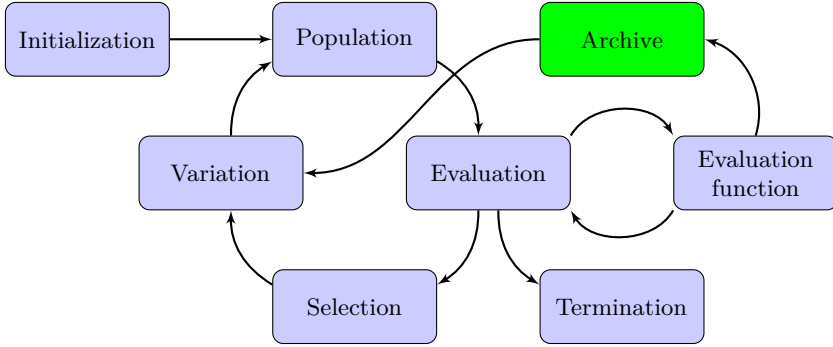 Initialization
Population
Archive
Variation
Evaluation
Evaluation
function
Selection
Termination